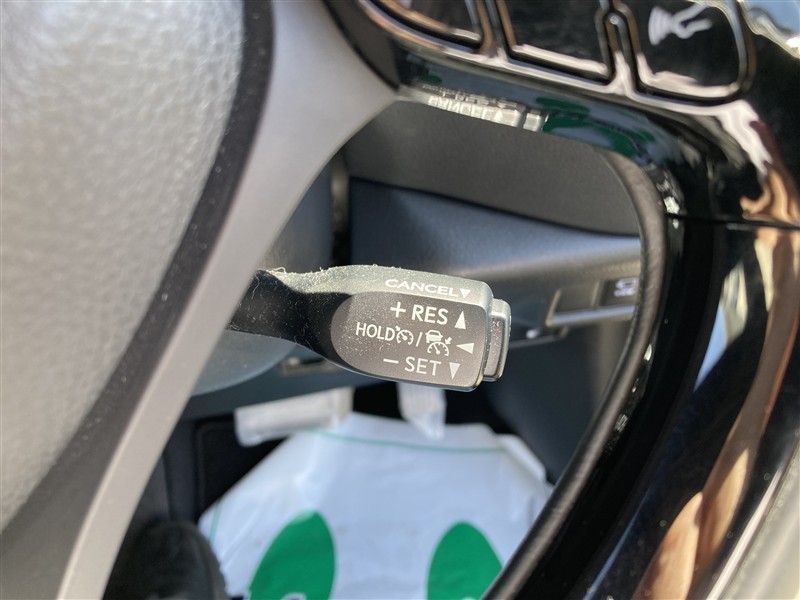 CANCEL▼
+ RES ▲
HOLD / ◀
− SET ▼